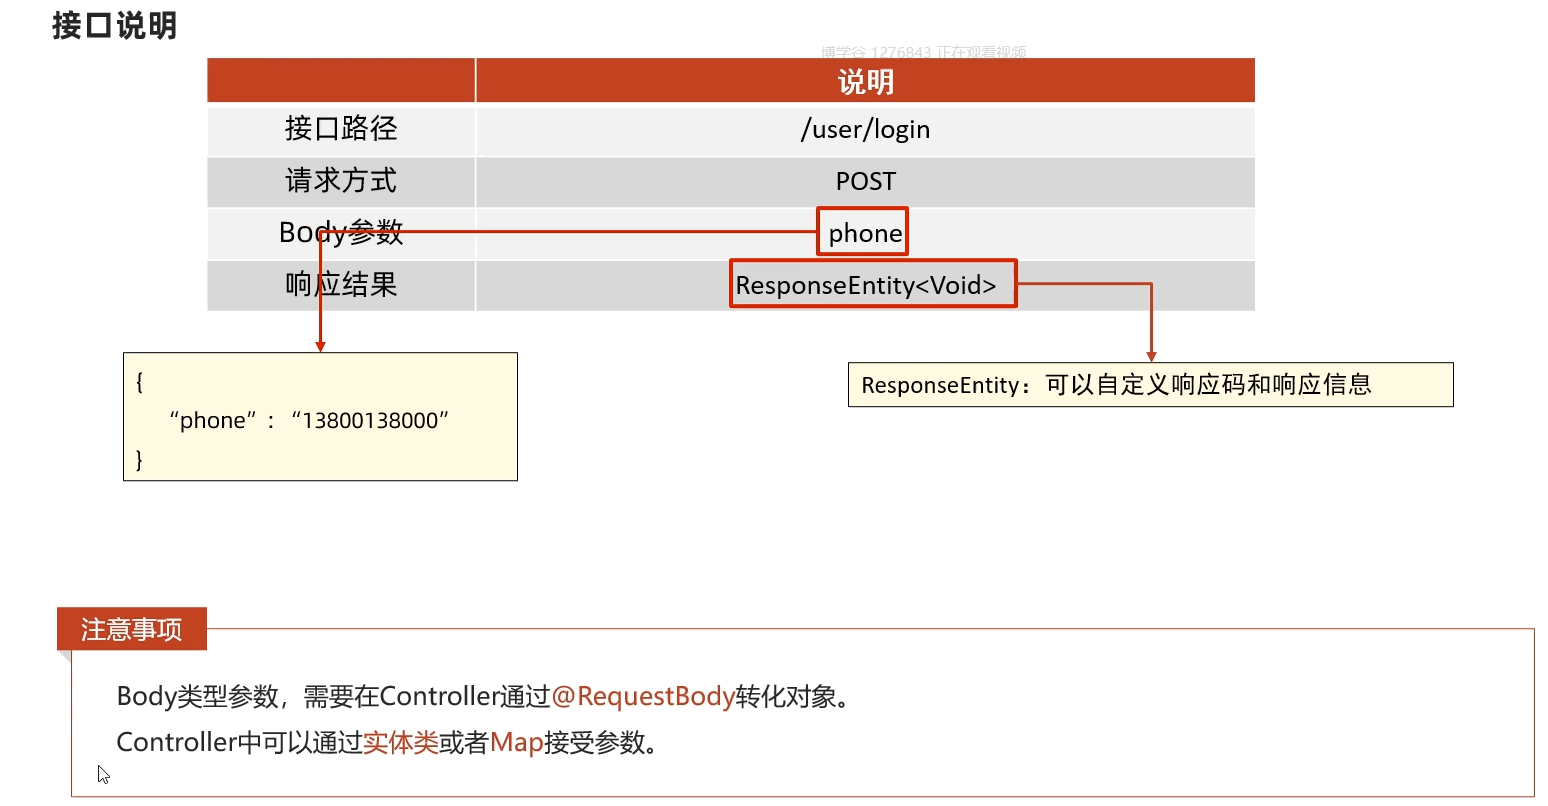 接口说明
博学谷 1276843 正在观看视频
说明
接口路径 /user/login
请求方式 POST
Body参数 phone
响应结果 ResponseEntity<Void>
{
“phone”：“13800138000”
}
ResponseEntity：可以自定义响应码和响应信息
注意事项
Body类型参数，需要在Controller通过@RequestBody转化对象。
Controller中可以通过实体类或者Map接受参数。